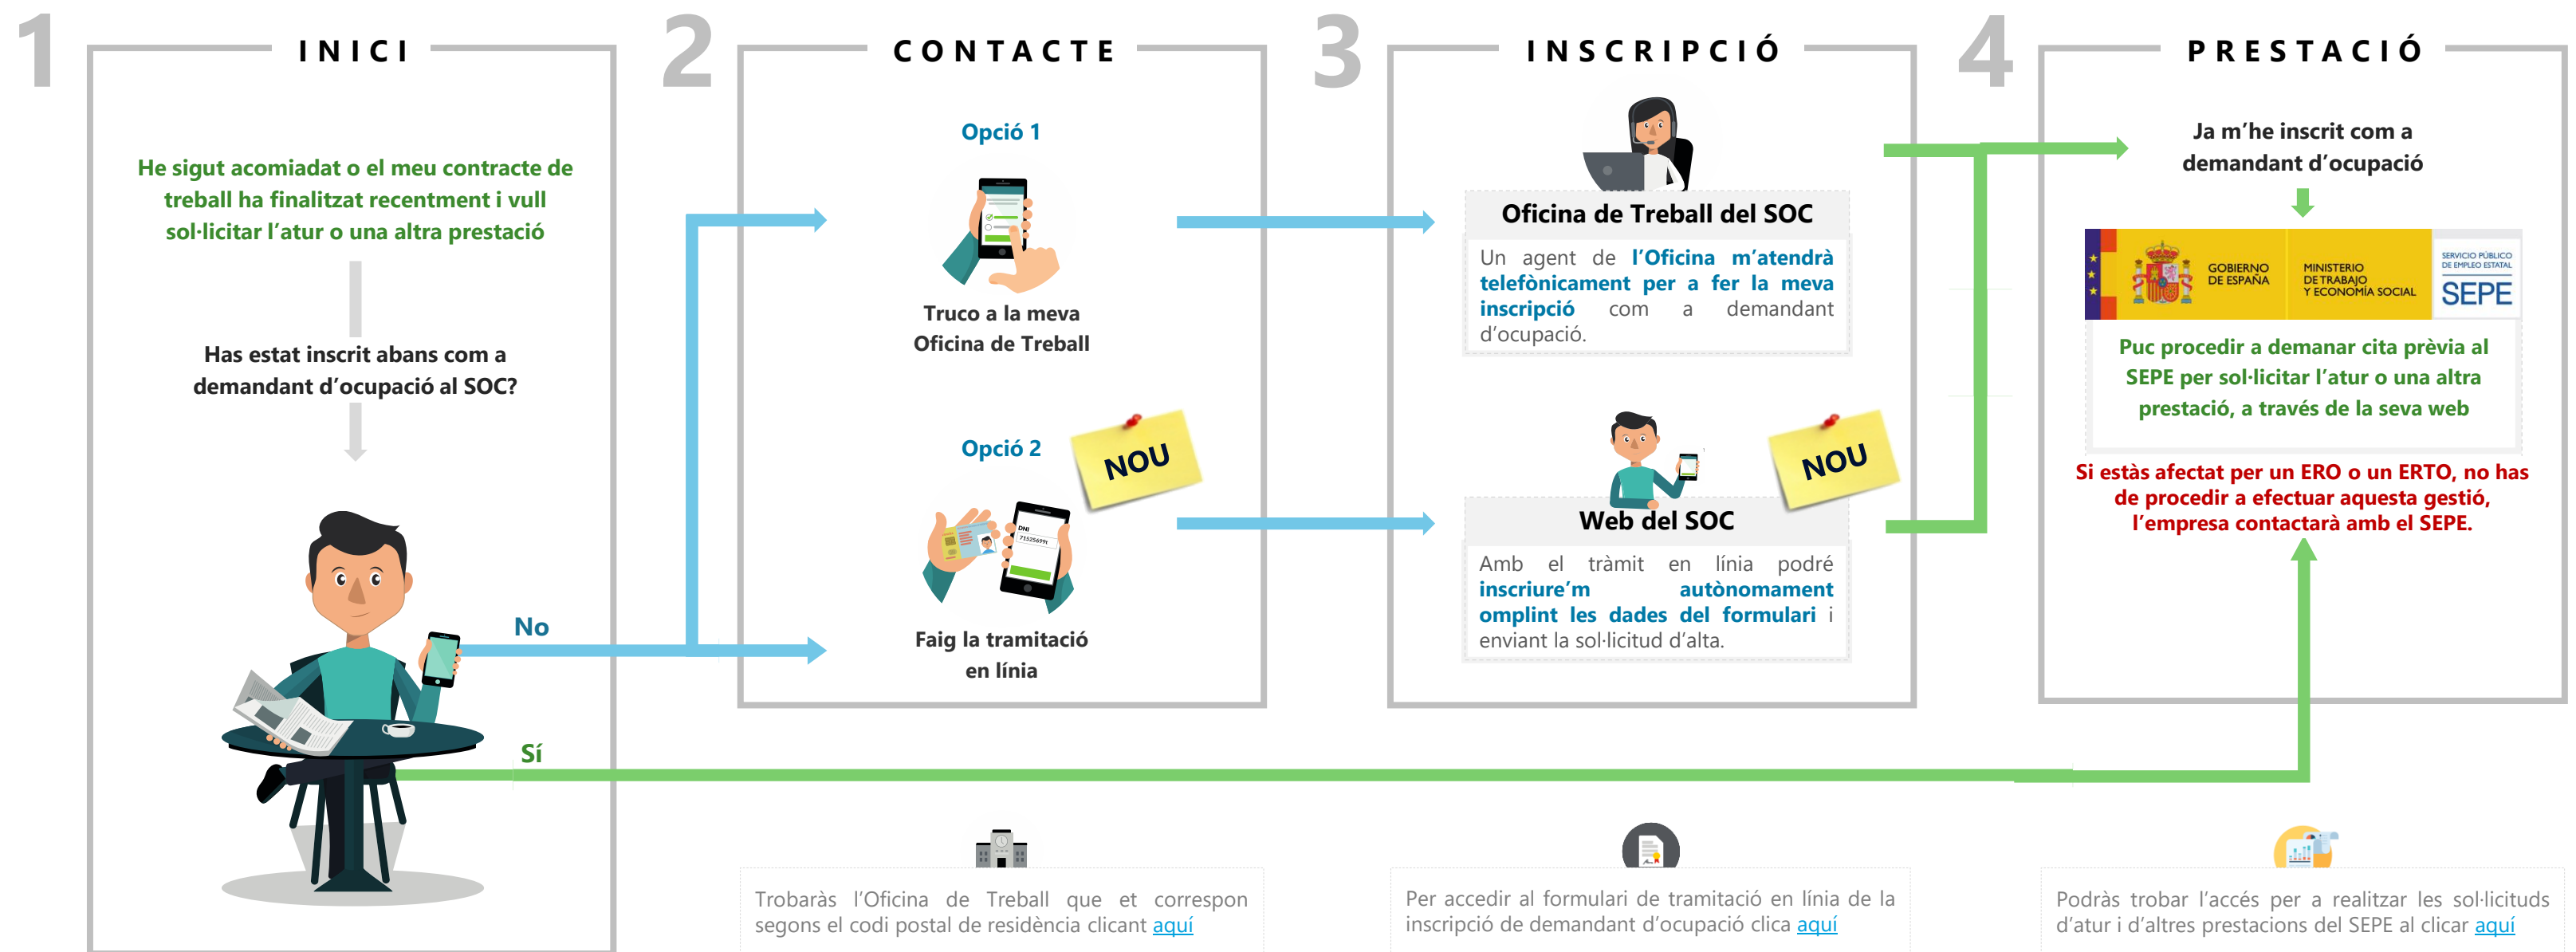 1
INICI
He sigut acomiadat o el meu contracte de
treball ha finalitzat recentment i vull
sol·licitar l'atur o una altra prestació
Has estat inscrit abans com a
demandant d'ocupació al SOC?
No
Sí
2
CONTACTE
Opció 1
Truco a la meva
Oficina de Treball
Opció 2
NOU
DNI
71525699t
Faig la tramitació
en línia
3
INSCRIPCIÓ
Oficina de Treball del SOC
Un agent de l'Oficina m'atendrà
telefònicament per a fer la meva
inscripció com a demandant
d'ocupació.
NOU
Web del SOC
Amb el tràmit en línia podré
inscriure'm autònomament
omplint les dades del formulari i
enviant la sol·licitud d'alta.
4
PRESTACIÓ
Ja m'he inscrit com a
demandant d'ocupació
GOBIERNO
DE ESPAÑA
MINISTERIO
DE TRABAJO
Y ECONOMÍA SOCIAL
SERVICIO PÚBLICO
DE EMPLEO ESTATAL
SEPE
Puc procedir a demanar cita prèvia al
SEPE per sol·licitar l'atur o una altra
prestació, a través de la seva web
Si estàs afectat per un ERO o un ERTO, no has
de procedir a efectuar aquesta gestió,
l'empresa contactarà amb el SEPE.
Trobaràs l'Oficina de Treball que et correspon
segons el codi postal de residència clicant aquí
Per accedir al formulari de tramitació en línia de la
inscripció de demandant d'ocupació clica aquí
Podràs trobar l'accés per a realitzar les sol·licituds
d'atur i d'altres prestacions del SEPE al clicar aquí